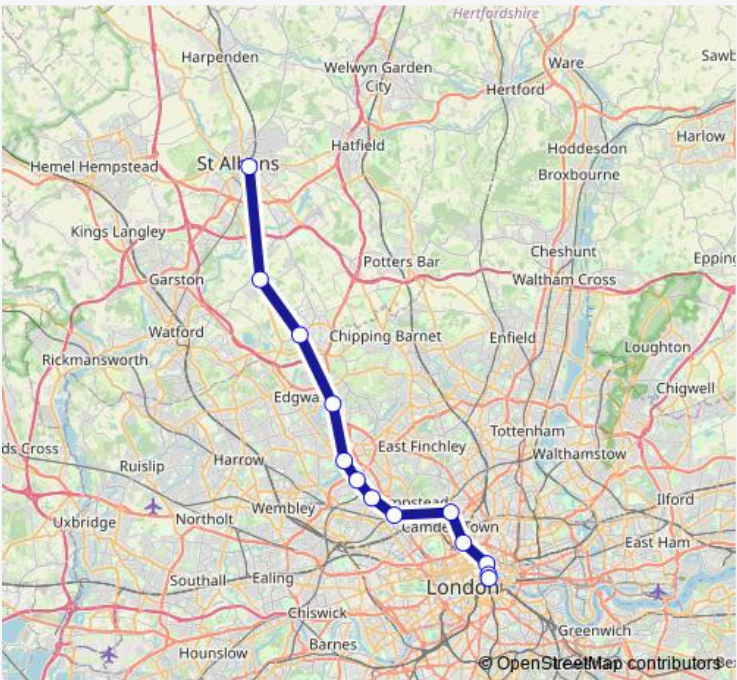 Hertfordshire
Harpenden
Welwyn Garden
City
Ware
Sawb
Hertford
Harlow
Hatfield
Hoddesdon
Hemel Hempstead
St Albans
Broxbourne
Kings Langley
Cheshunt
Epping
Potters Bar
Garston
Waltham Cross
Watford
Chipping Barnet
Enfield
Loughton
Rickmansworth
Chigwell
Edgwa
Tottenham
ds Cross
East Finchley
Walthamstow
Ruislip
Harrow
Ilford
Wembley
mpstead
Uxbridge
Northolt
Camden Town
East Ham
Southall
Ealing
London
Chiswick
Greenwich
Hounslow
Barnes
© OpenStreetMap contributors
Be